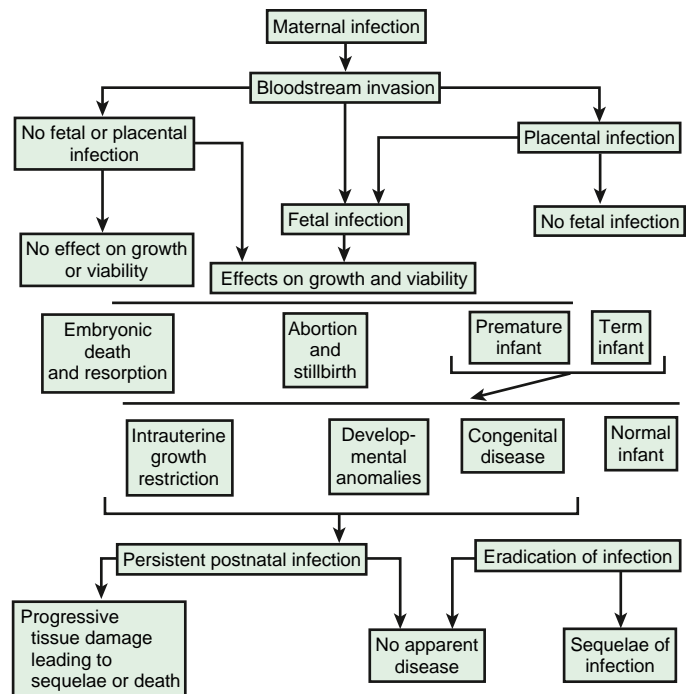 Maternal infection
Bloodstream invasion
No fetal or placental
infection
Placental infection
Fetal infection
No fetal infection
No effect on growth
or viability
Effects on growth and viability
Embryonic
death
and resorption
Abortion
and
stillbirth
Premature
infant
Term
infant
Intrauterine
growth
restriction
Develop-
mental
anomalies
Congenital
disease
Normal
infant
Persistent postnatal infection
Eradication of infection
Progressive
tissue damage
leading to
sequelae or death
No apparent
disease
Sequelae of
infection